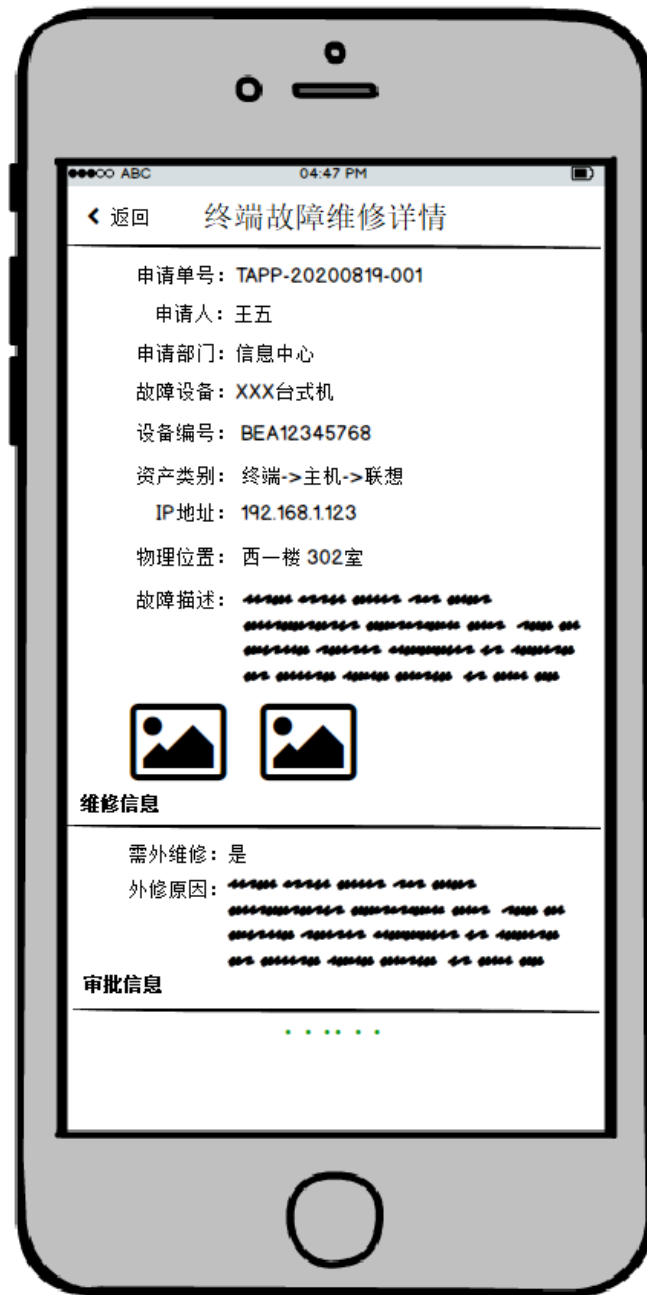 ABC 04:47 PM
返回 终端故障维修详情
申请单号：TAPP-20200819-001
申请人：王五
申请部门：信息中心
故障设备：XXX台式机
设备编号： BEA12345768
资产类别： 终端->主机->联想
IP地址： 192.168.1.123
物理位置： 西一楼 302室
故障描述：
维修信息
需外维修：是
外修原因：
审批信息